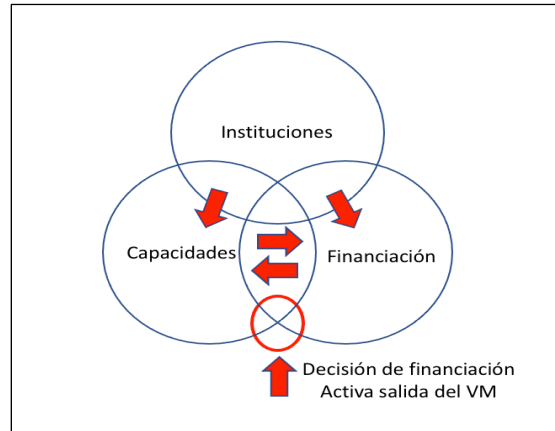 Instituciones
Capacidades
Financiación
Decisión de financiación
Activa salida del VM